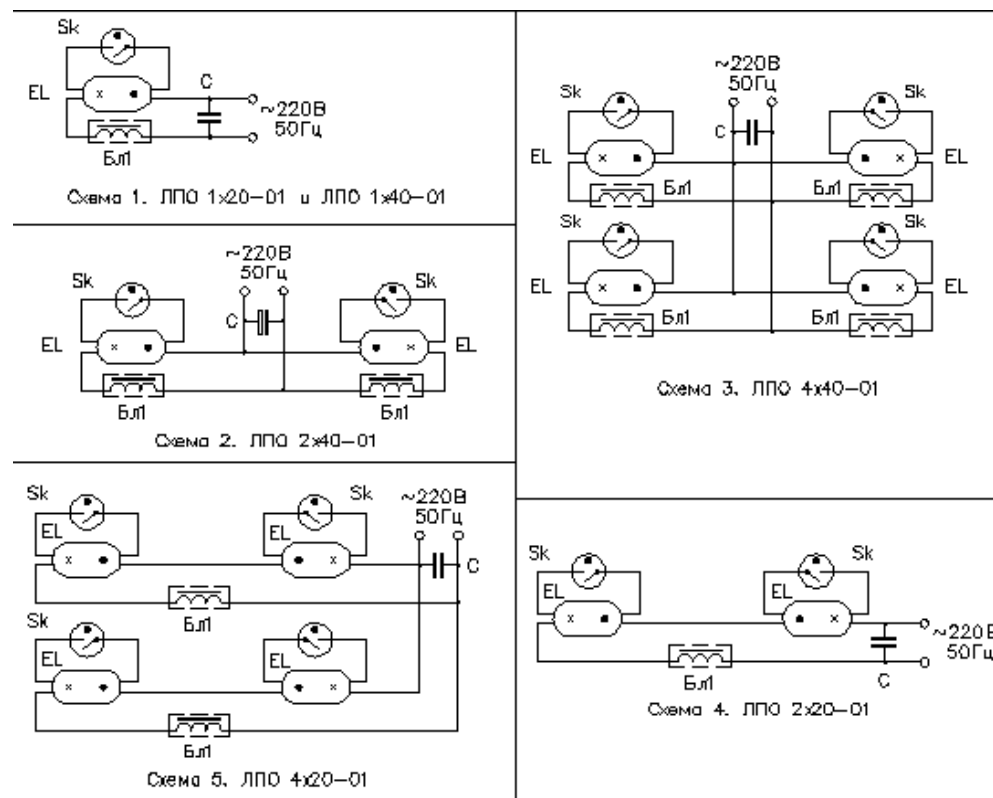 Sk
EL
C
~220В
50Гц
Бл1
Схема 1. ЛПО 1х20-01 и ЛПО 1х40-01
~220В
50Гц
Sk
Sk
C
EL
EL
Бл1
Бл1
Схема 2. ЛПО 2х40-01
~220В
50Гц
Sk
Sk
C
EL
EL
Бл1
Бл1
Sk
Sk
EL
EL
Бл1
Бл1
Схема 3. ЛПО 4х40-01
Sk
Sk
EL
EL
~220В
50Гц
Бл1
C
Схема 4. ЛПО 2х20-01
Sk
Sk
~220В
50Гц
EL
EL
C
Бл1
Sk
EL
EL
Бл1
Схема 5. ЛПО 4х20-01